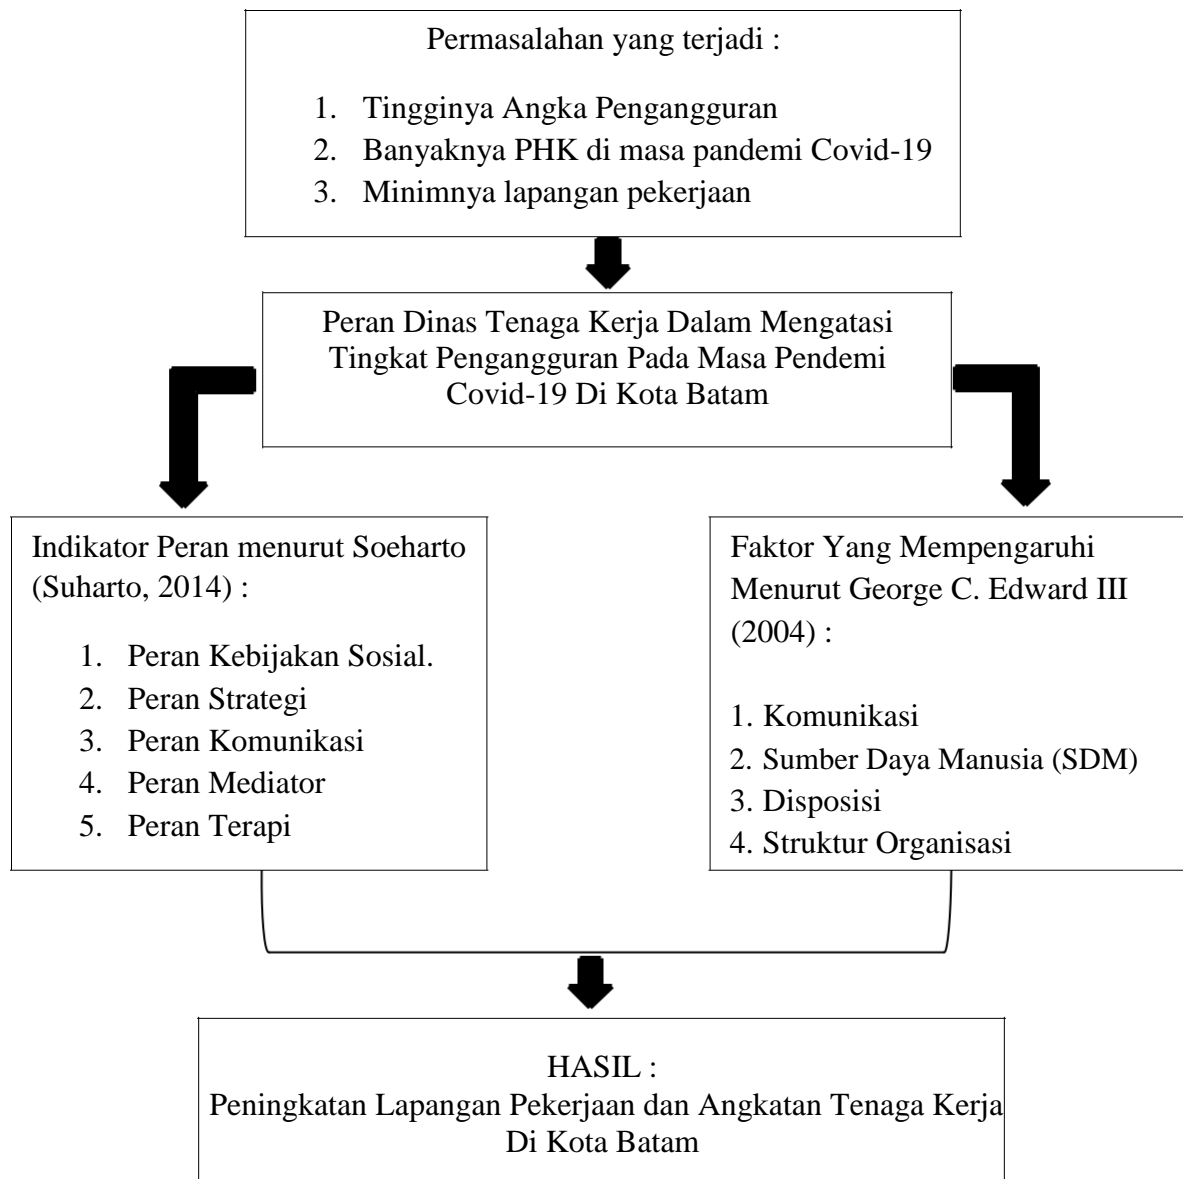 Permasalahan yang terjadi :
1. Tingginya Angka Pengangguran
2. Banyaknya PHK di masa pandemi Covid-19
3. Minimnya lapangan pekerjaan
Peran Dinas Tenaga Kerja Dalam Mengatasi
Tingkat Pengangguran Pada Masa Pendemi
Covid-19 Di Kota Batam
Indikator Peran menurut Soeharto
(Suharto, 2014) :
1. Peran Kebijakan Sosial.
2. Peran Strategi
3. Peran Komunikasi
4. Peran Mediator
5. Peran Terapi
Faktor Yang Mempengaruhi
Menurut George C. Edward III
(2004) :
1. Komunikasi
2. Sumber Daya Manusia (SDM)
3. Disposisi
4. Struktur Organisasi
HASIL :
Peningkatan Lapangan Pekerjaan dan Angkatan Tenaga Kerja
Di Kota Batam